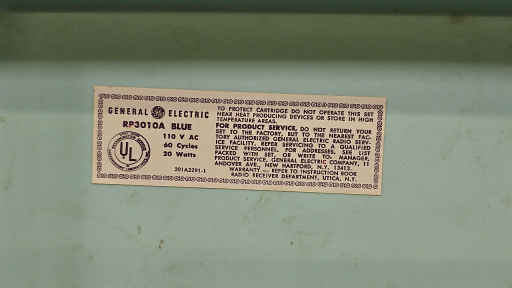 GENERAL GE ELECTRIC
RP3010A BLUE
110 V AC
60 Cycles
20 Watts
UL
201A2291-1
TO PROTECT CARTRIDGE DO NOT OPERATE THIS SET
NEAR HEAT PRODUCING DEVICES OR STORE IN HIGH
TEMPERATURE AREAS.
FOR PRODUCT SERVICE, DO NOT RETURN YOUR
SET TO THE FACTORY, BUT TO THE NEAREST FAC-
TORY AUTHORIZED GENERAL ELECTRIC RADIO SERV-
ICE FACILITY. REFER SERVICING TO A QUALIFIED
SERVICE PERSONNEL. FOR ADDRESSES, SEE LIST
PACKED WITH SET, OR WRITE TO: MANAGER,
PRODUCT SERVICE, GENERAL ELECTRIC COMPANY, 11
ANDOVER AVE., NEW HARTFORD, N.Y. 13413.
WARRANTY — REFER TO INSTRUCTION BOOK
RADIO RECEIVER DEPARTMENT, UTICA, N.Y.